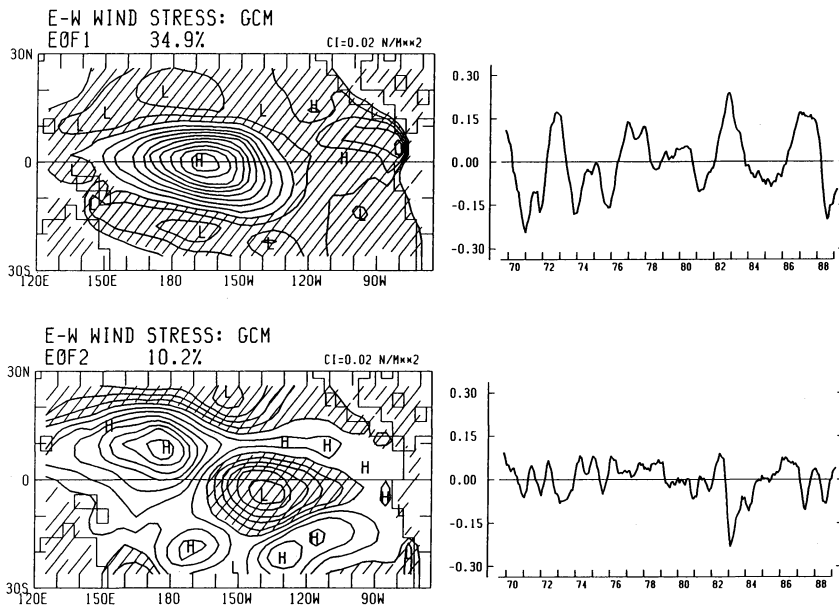 E-W WIND STRESS: GCM
EOF1 34.9% CI=0.02 N/M**2
30N
0
30S
120E 150E 180 150W 120W 90W
H
L
L
L
H
H
H
L
L
L
L
0.30
0.15
0.00
-0.15
-0.30
70 72 74 76 78 80 82 84 86 88
E-W WIND STRESS: GCM
EOF2 10.2% CI=0.02 N/M**2
30N
0
30S
120E 150E 180 150W 120W 90W
L
H
H
H
H
H
L
H
H
H
H
H
L
0.30
0.15
0.00
-0.15
-0.30
70 72 74 76 78 80 82 84 86 88